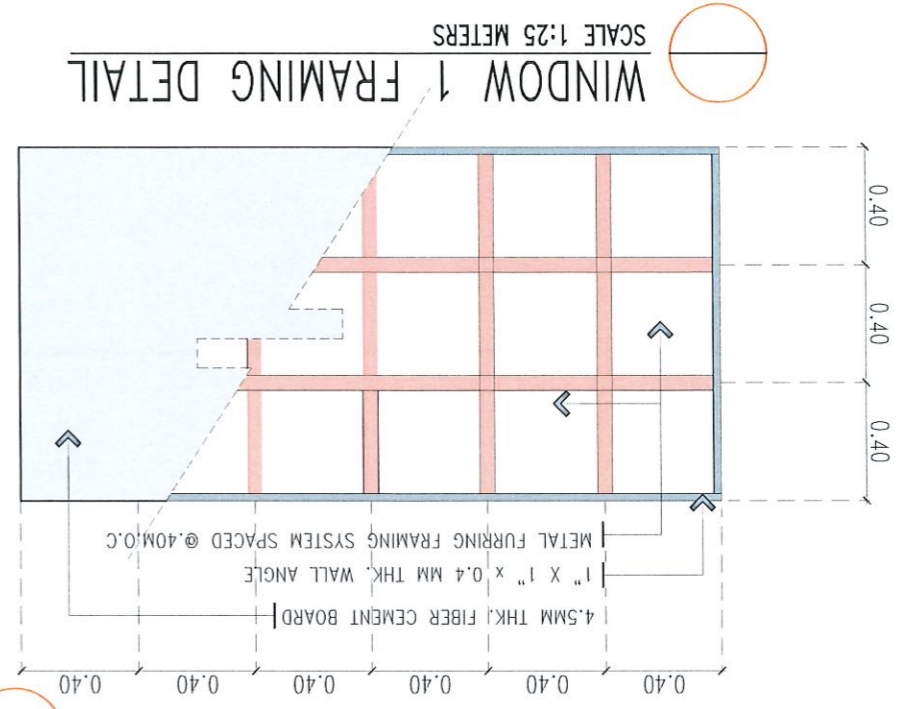 0.40 0.40 0.40 0.40 0.40 0.40
4.5MM THK. FIBER CEMENT BOARD
1" X 1" x 0.4 MM THK. WALL ANGLE
METAL FURRING FRAMING SYSTEM SPACED @.40M.O.C
0.40
0.40
0.40
WINDOW 1 FRAMING DETAIL
SCALE 1:25 METERS